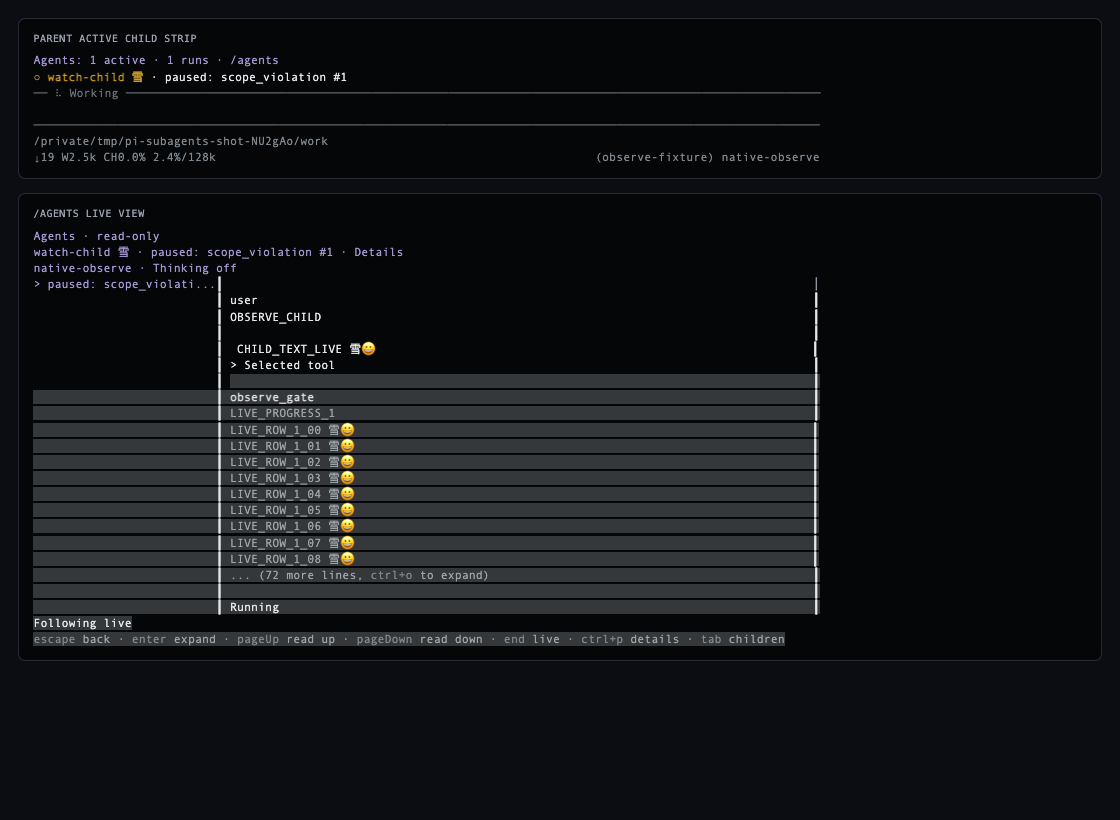 PARENT ACTIVE CHILD STRIP
Agents: 1 active · 1 runs · /agents
○ watch-child 雪 · paused: scope_violation #1
Working
/private/tmp/pi-subagents-shot-NU2gAo/work
↓19 W2.5k CH0.0% 2.4%/128k (observe-fixture) native-observe
/AGENTS LIVE VIEW
Agents · read-only
watch-child 雪 · paused: scope_violation #1 · Details
native-observe · Thinking off
> paused: scope_violati...
user
OBSERVE_CHILD
CHILD_TEXT_LIVE 雪😀
> Selected tool
observe_gate
LIVE_PROGRESS_1
LIVE_ROW_1_00 雪😀
LIVE_ROW_1_01 雪😀
LIVE_ROW_1_02 雪😀
LIVE_ROW_1_03 雪😀
LIVE_ROW_1_04 雪😀
LIVE_ROW_1_05 雪😀
LIVE_ROW_1_06 雪😀
LIVE_ROW_1_07 雪😀
LIVE_ROW_1_08 雪😀
... (72 more lines, ctrl+o to expand)
Running
Following live
escape back · enter expand · pageUp read up · pageDown read down · end live · ctrl+p details · tab children